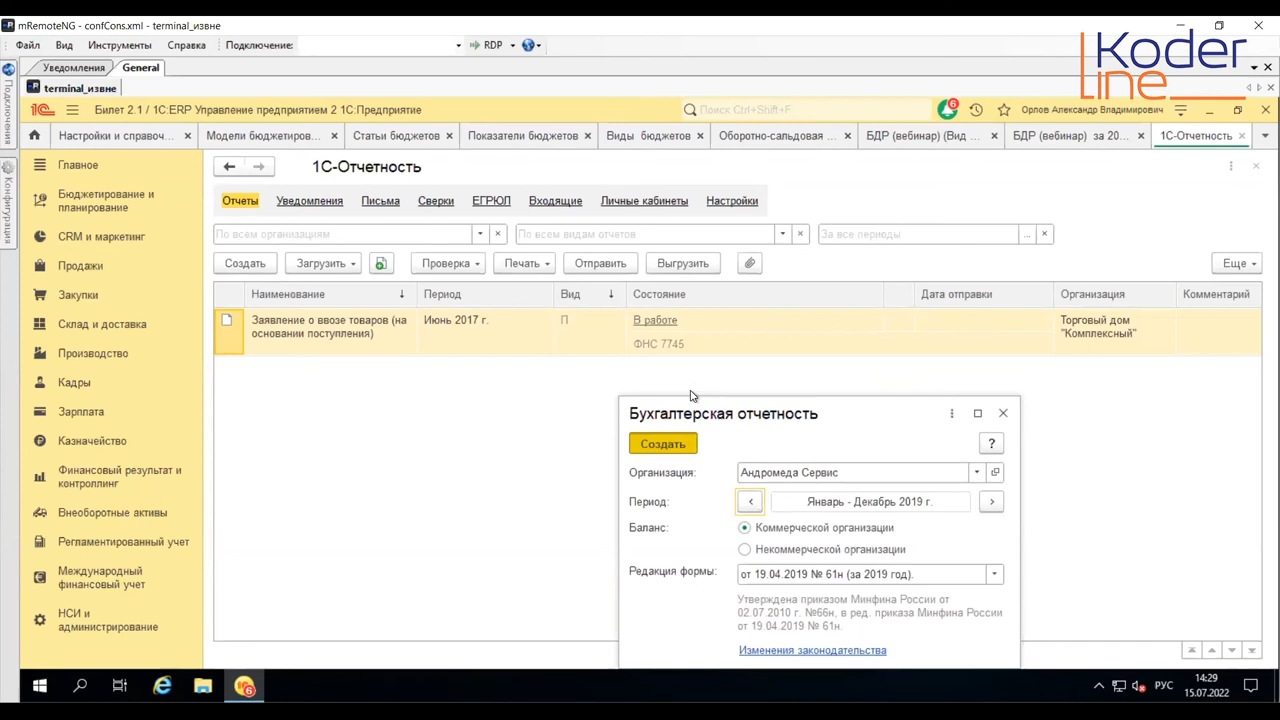 mRemoteNG - confCons.xml - terminal_извне
Файл Вид Инструменты Справка Подключение: RDP
Koder
line
Уведомления General
terminal_извне
Подключения
Конфигурация
1С Билет 2.1 / 1С:ERP Управление предприятием 2 1С:Предприятие Поиск Ctrl+Shift+F 6 Орлов Александр Владимирович
Настройки и справоч... Модели бюджетиров... Статьи бюджетов Показатели бюджетов Виды бюджетов Оборотно-сальдовая ... БДР (вебинар) (Вид ... БДР (вебинар) за 20... 1С-Отчетность
Главное
Бюджетирование и
планирование
CRM и маркетинг
Продажи
Закупки
Склад и доставка
Производство
Кадры
Зарплата
Казначейство
Финансовый результат и
контроллинг
Внеоборотные активы
Регламентированный учет
Международный
финансовый учет
НСИ и
администрирование
1С-Отчетность
Отчеты Уведомления Письма Сверки ЕГРЮЛ Входящие Личные кабинеты Настройки
По всем организациям По всем видам отчетов За все периоды ...
Создать Загрузить Проверка Печать Отправить Выгрузить Еще
Наименование Период Вид Состояние Дата отправки Организация Комментарий
Заявление о ввозе товаров (на Июнь 2017 г. П В работе Торговый дом
основании поступления) ФНС 7745 "Комплексный"
Бухгалтерская отчетность
Создать ?
Организация: Андромеда Сервис
Период: < Январь - Декабрь 2019 г. >
Баланс: Коммерческой организации
Некоммерческой организации
Редакция формы: от 19.04.2019 № 61н (за 2019 год).
Утверждена приказом Минфина России от
02.07.2010 г. №66н, в ред. приказа Минфина России
от 19.04.2019 № 61н.
Изменения законодательства
6 РУС 14:29
15.07.2022